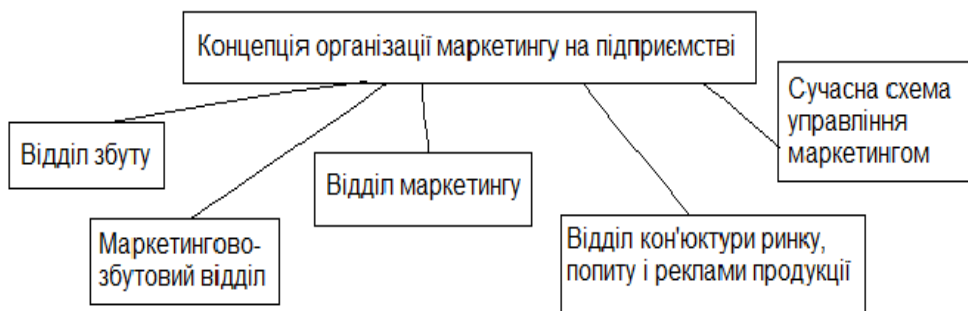 Концепція організації маркетингу на підприємстві
Сучасна схема
управління
маркетингом
Відділ збуту
Відділ маркетингу
Маркетингово-
збутовий відділ
Відділ кон'юктури ринку,
попиту і реклами продукції